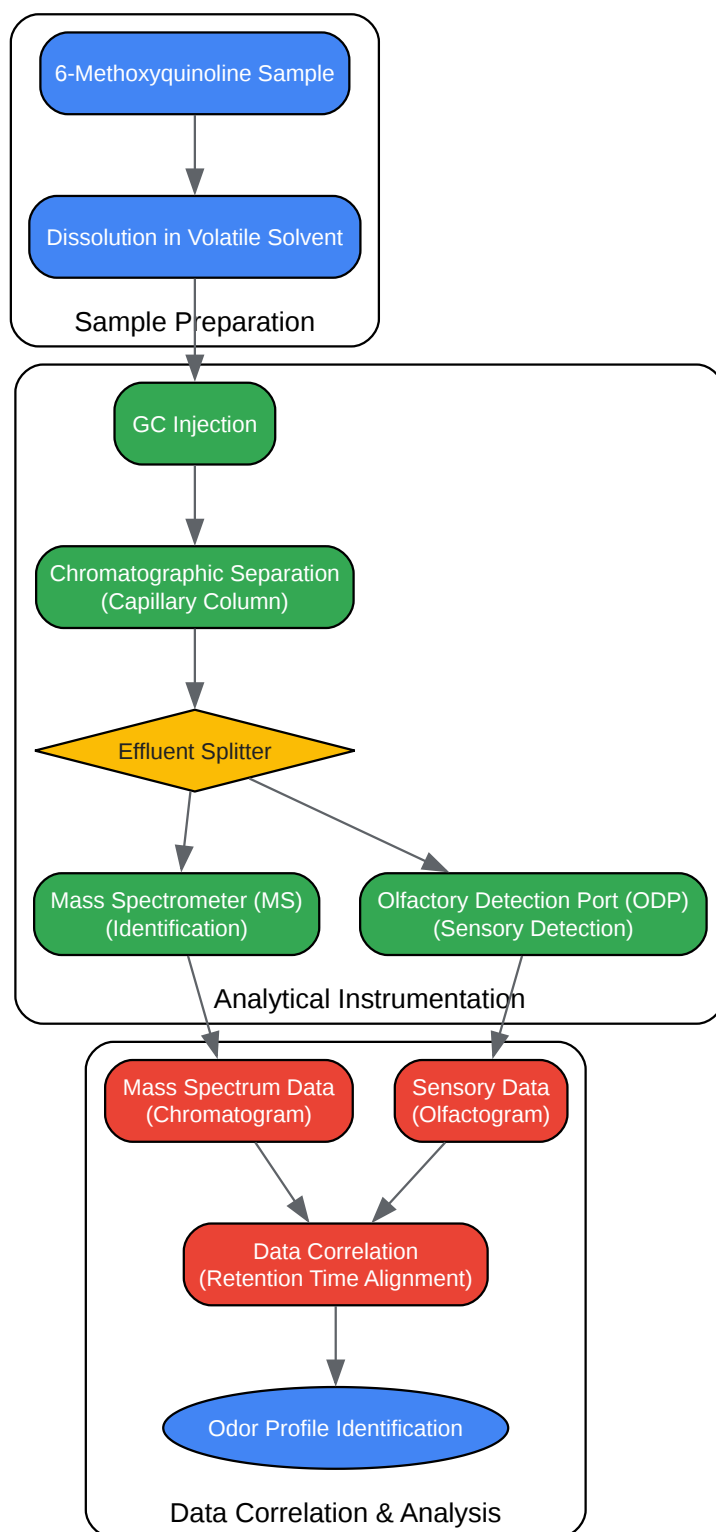 6-Methoxyquinoline Sample
Dissolution in Volatile Solvent
Sample Preparation
GC Injection
Chromatographic Separation
(Capillary Column)
Effluent Splitter
Mass Spectrometer (MS)
(Identification)
Olfactory Detection Port (ODP)
(Sensory Detection)
Analytical Instrumentation
Mass Spectrum Data
(Chromatogram)
Sensory Data
(Olfactogram)
Data Correlation
(Retention Time Alignment)
Odor Profile Identification
Data Correlation & Analysis